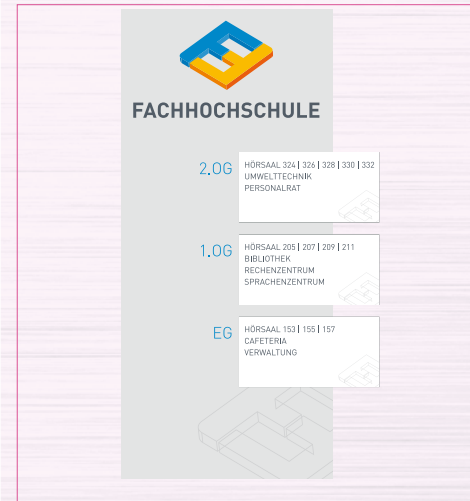 FACHHOCHSCHULE
2.OG
HÖRSAAL 324 | 326 | 328 | 330 | 332
UMWELTTECHNIK
PERSONALRAT
1.OG
HÖRSAAL 205 | 207 | 209 | 211
BIBLIOTHEK
RECHENZENTRUM
SPRACHENZENTRUM
EG
HÖRSAAL 153 | 155 | 157
CAFETERIA
VERWALTUNG